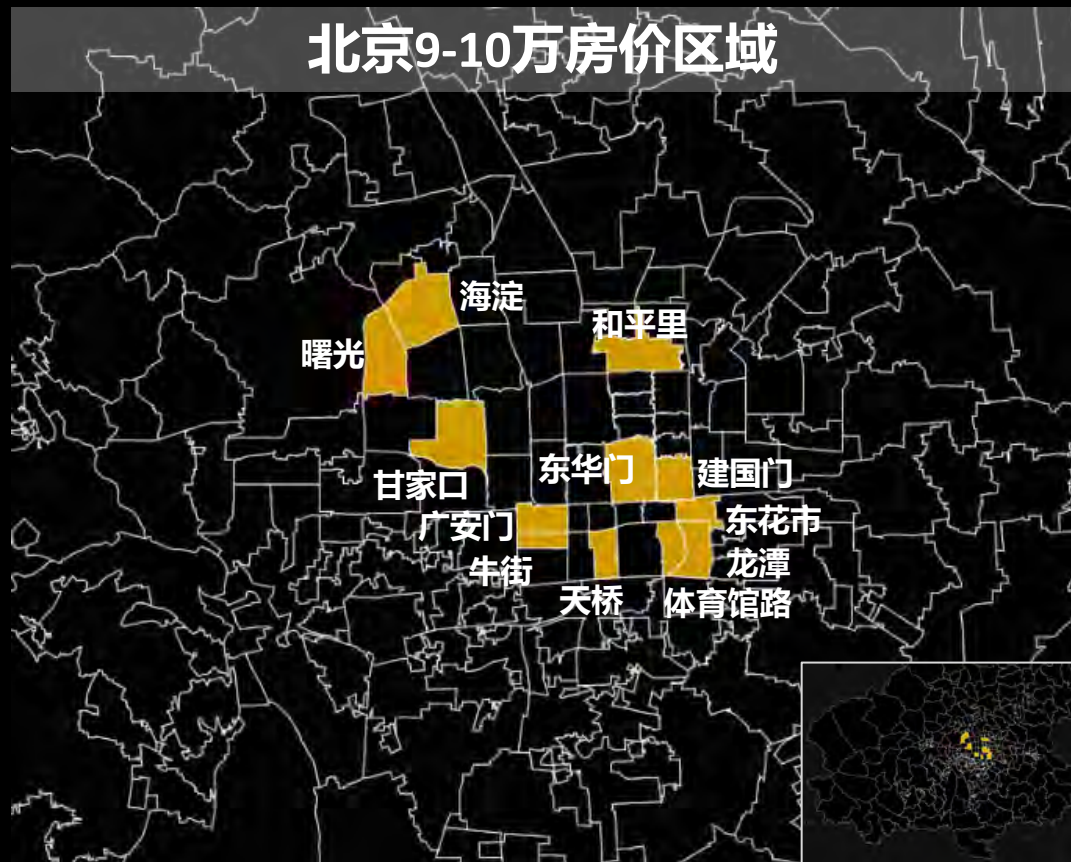 北京9-10万房价区域
海淀
和平里
曙光
东华门
建国门
甘家口
广安门
东花市
牛街
龙潭
天桥
体育馆路